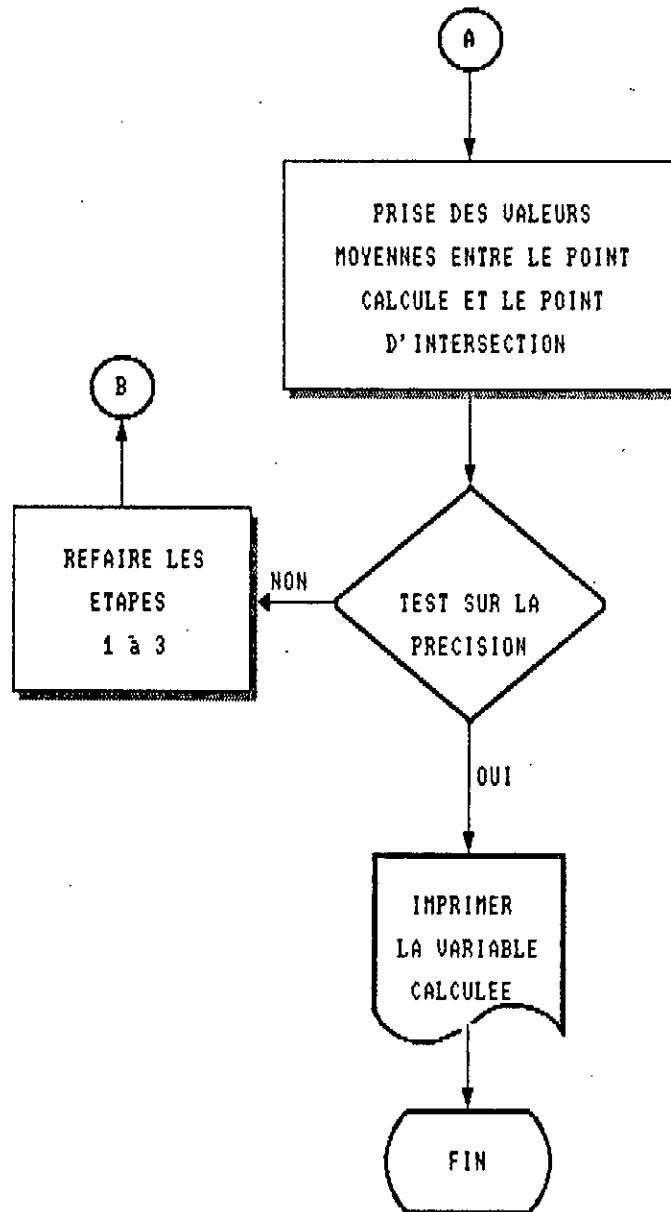 A
PRISE DES VALEURS
MOYENNES ENTRE LE POINT
CALCULE ET LE POINT
D'INTERSECTION
B
REFAIRE LES
ETAPES
1 à 3
NON
TEST SUR LA
PRECISION
OUI
IMPRIMER
LA VARIABLE
CALCULEE
FIN